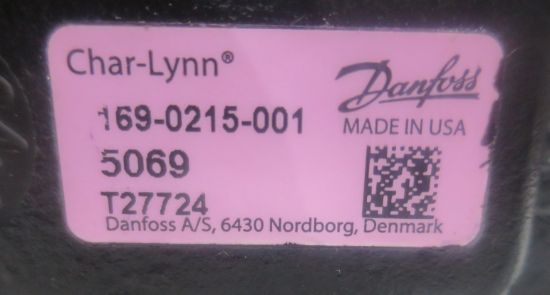 Char-Lynn®
Danfoss
169-0215-001
MADE IN USA
5069
T27724
Danfoss A/S, 6430 Nordborg, Denmark